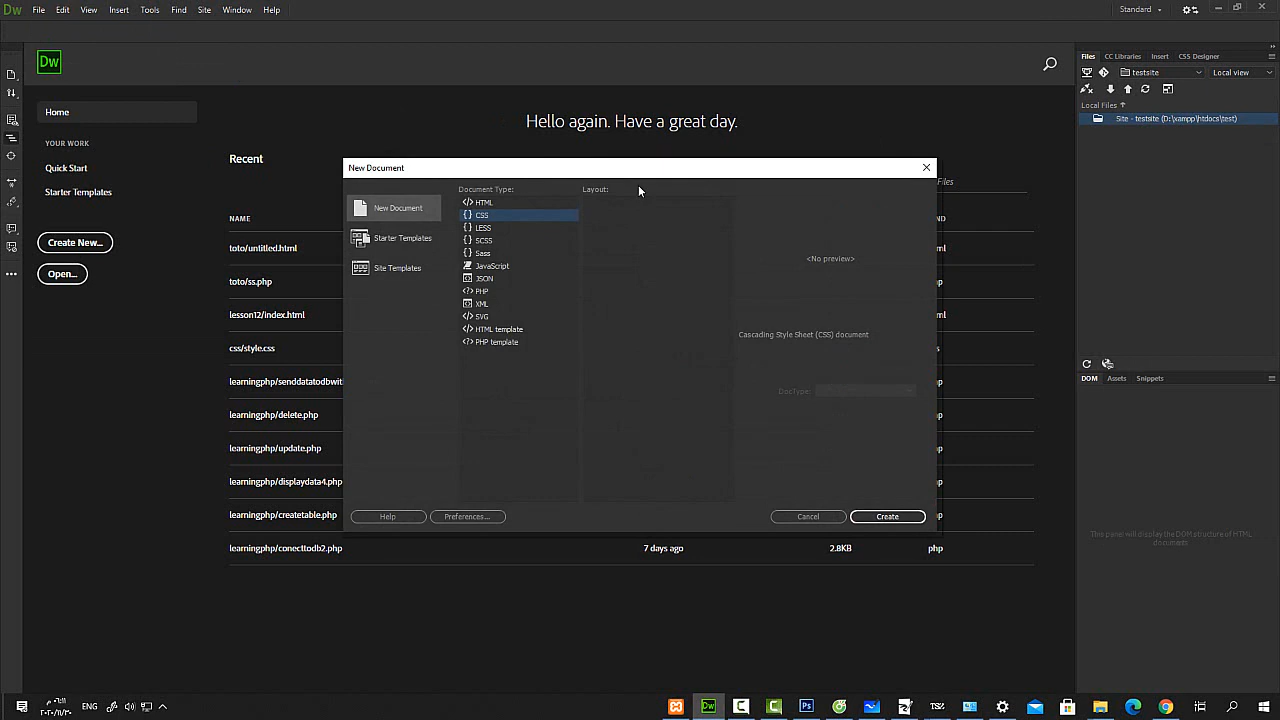 Dw File Edit View Insert Tools Find Site Window Help Standard
Dw
Home
YOUR WORK
Quick Start
Starter Templates
Create New...
Open...
Hello again. Have a great day.
Recent
Files
NAME
toto/untitled.html
toto/ss.php
lesson12/index.html
css/style.css
learningphp/senddatatodbwit
learningphp/delete.php
learningphp/update.php
learningphp/displaydata4.php
learningphp/createtable.php
learningphp/conecttodb2.php 7 days ago 2.8KB php
New Document
New Document
Starter Templates
Site Templates
Document Type:
HTML
CSS
LESS
SCSS
Sass
JavaScript
JSON
PHP
XML
SVG
HTML template
PHP template
Layout:
<No preview>
Cascading Style Sheet (CSS) document
DocType:
Help Preferences... Cancel Create
Files CC Libraries Insert CSS Designer
testsite Local view
Local Files
Site - testsite (D:\xampp\htdocs\test)
DOM Assets Snippets
This panel will display the DOM structure of HTML
documents
ENG